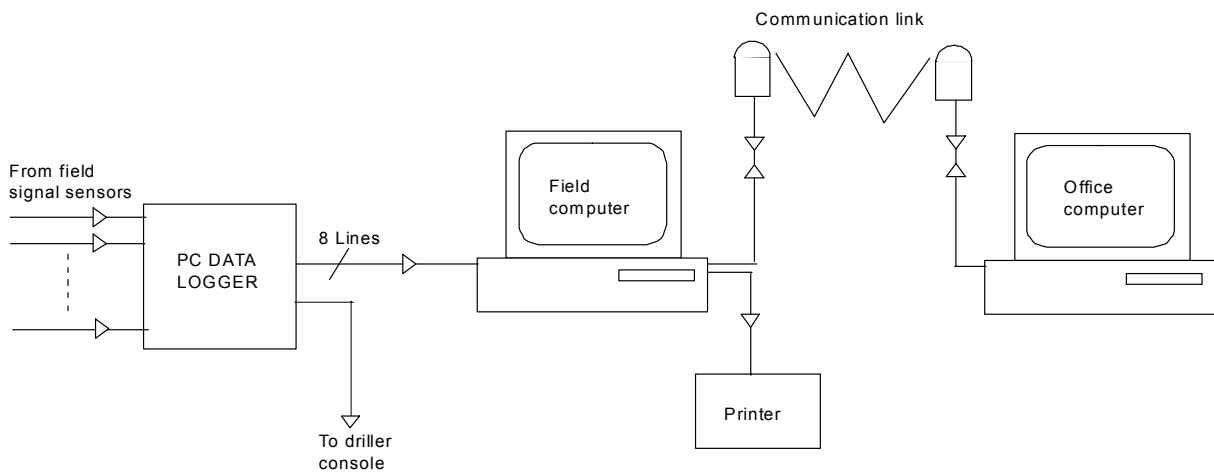 Communication link
From field
signal sensors
PC DATA
LOGGER
8 Lines
Field
computer
Office
computer
Printer
To driller
console